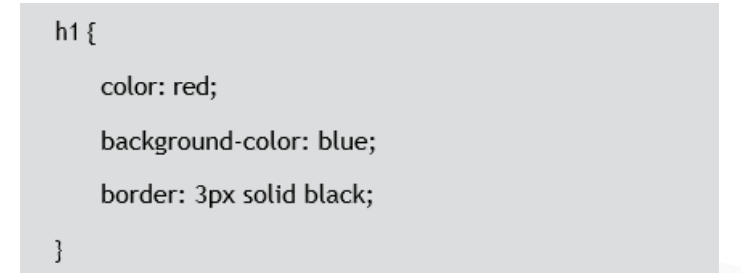 h1 {
color: red;
background-color: blue;
border: 3px solid black;
}